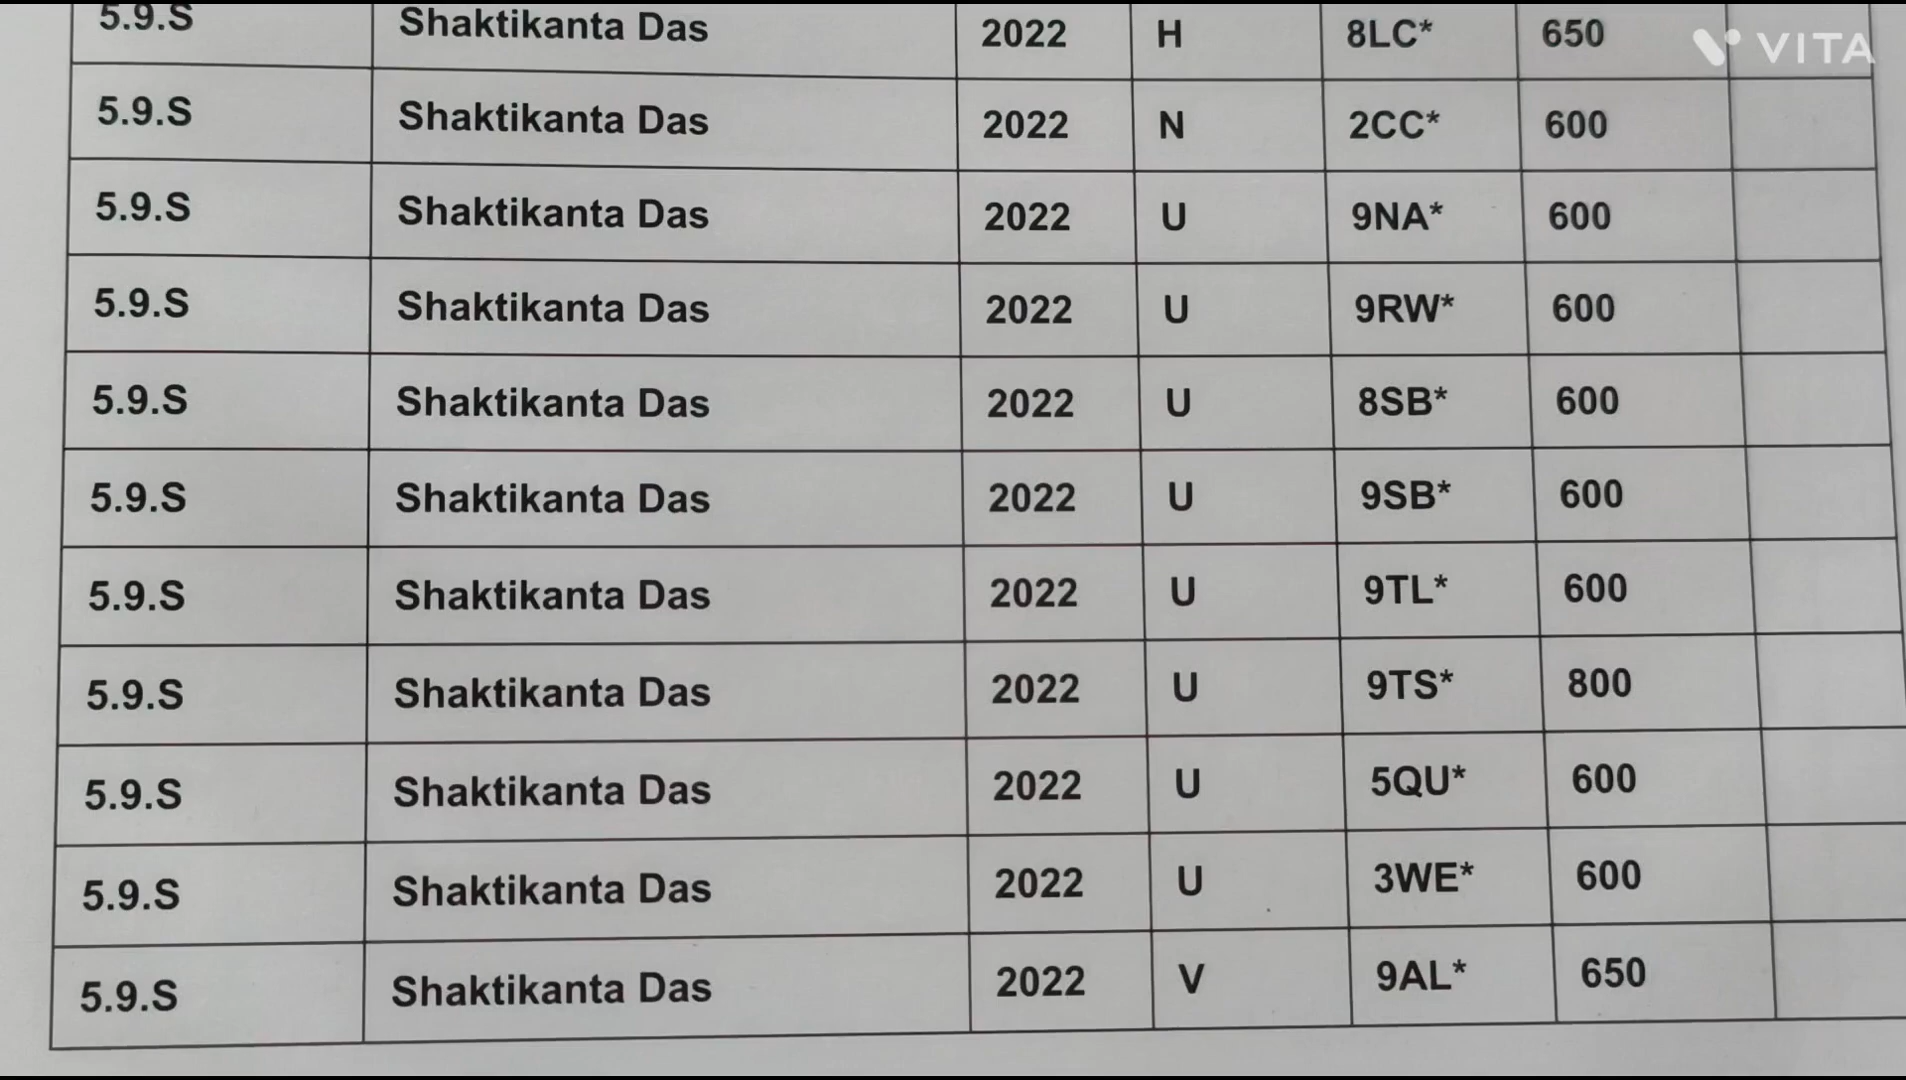 5.9.S Shaktikanta Das 2022 H 8LC* 650
VITA
5.9.S Shaktikanta Das 2022 N 2CC* 600
5.9.S Shaktikanta Das 2022 U 9NA* 600
5.9.S Shaktikanta Das 2022 U 9RW* 600
5.9.S Shaktikanta Das 2022 U 8SB* 600
5.9.S Shaktikanta Das 2022 U 9SB* 600
5.9.S Shaktikanta Das 2022 U 9TL* 600
5.9.S Shaktikanta Das 2022 U 9TS* 800
5.9.S Shaktikanta Das 2022 U 5QU* 600
5.9.S Shaktikanta Das 2022 U 3WE* 600
5.9.S Shaktikanta Das 2022 V 9AL* 650